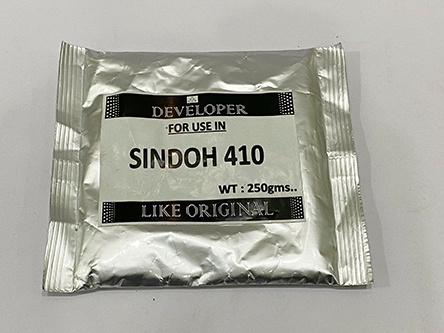 DEVELOPER
FOR USE IN
SINDOH 410
WT : 250gms..
LIKE ORIGINAL